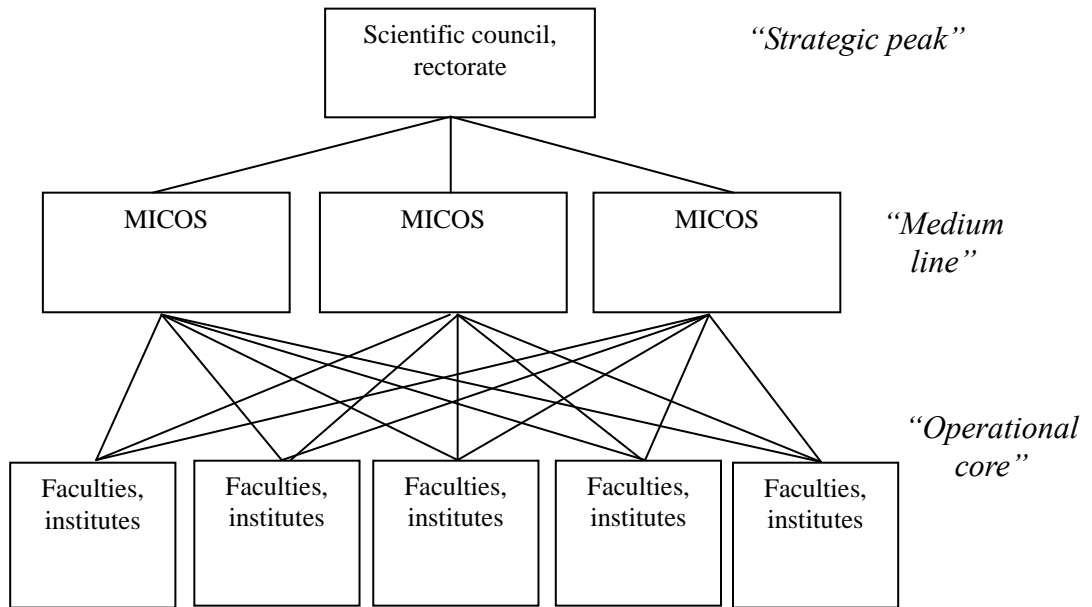 Scientific council,
rectorate
“Strategic peak”
MICOS
MICOS
MICOS
“Medium
line”
“Operational
core”
Faculties,
institutes
Faculties,
institutes
Faculties,
institutes
Faculties,
institutes
Faculties,
institutes